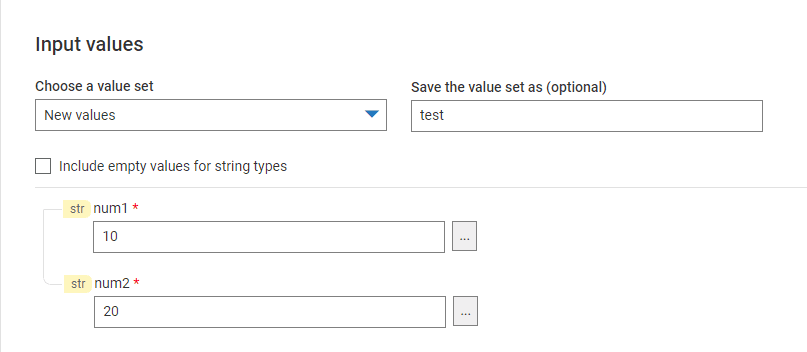 Input values
Choose a value set
Save the value set as (optional)
New values
test
Include empty values for string types
str num1 *
10
...
str num2 *
20
...